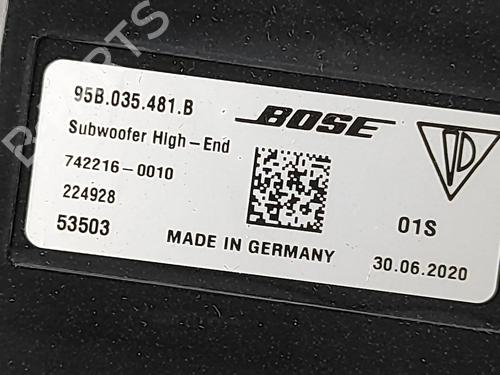 95B.035.481.B
BOSE
Subwoofer High-End
742216-0010
224928
53503
01S
MADE IN GERMANY
30.06.2020